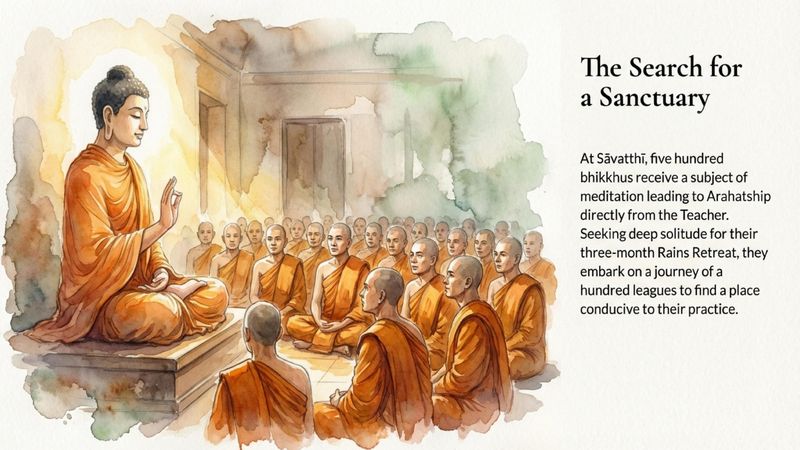 The Search for
a Sanctuary
At Sāvatthī, five hundred
bhikkhus receive a subject of
meditation leading to Arahatship
directly from the Teacher.
Seeking deep solitude for their
three-month Rains Retreat, they
embark on a journey of a
hundred leagues to find a place
conducive to their practice.